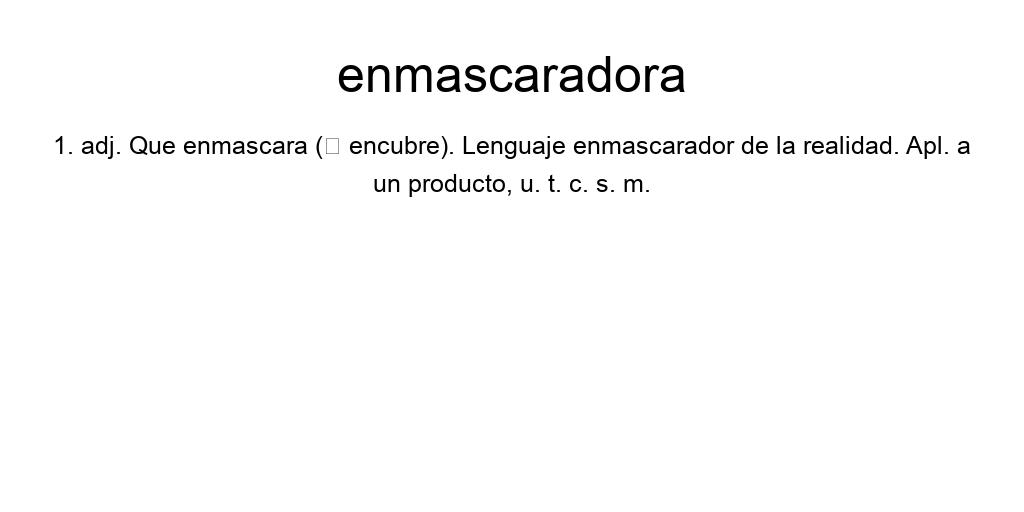 enmascaradora
1. adj. Que enmascara (□ encubre). Lenguaje enmascarador de la realidad. Apl. a
un producto, u. t. c. s. m.